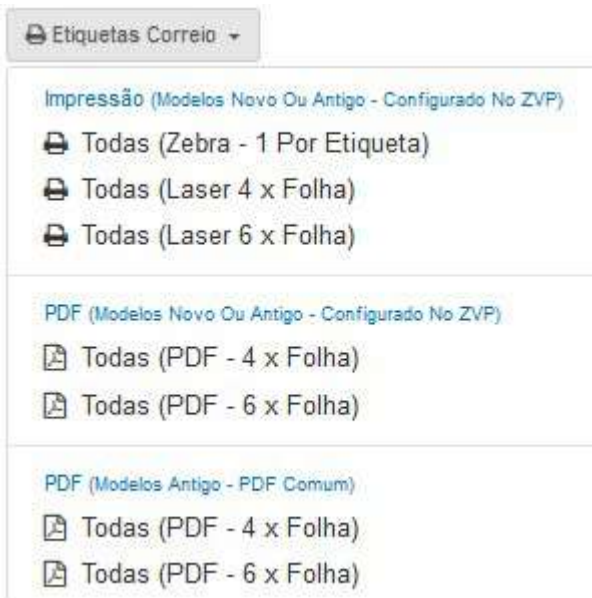 Etiquetas Correio
Impressão (Modelos Novo Ou Antigo - Configurado No ZVP)
Todas (Zebra - 1 Por Etiqueta)
Todas (Laser 4 x Folha)
Todas (Laser 6 x Folha)
PDF (Modelos Novo Ou Antigo - Configurado No ZVP)
Todas (PDF - 4 x Folha)
Todas (PDF - 6 x Folha)
PDF (Modelos Antigo - PDF Comum)
Todas (PDF - 4 x Folha)
Todas (PDF - 6 x Folha)